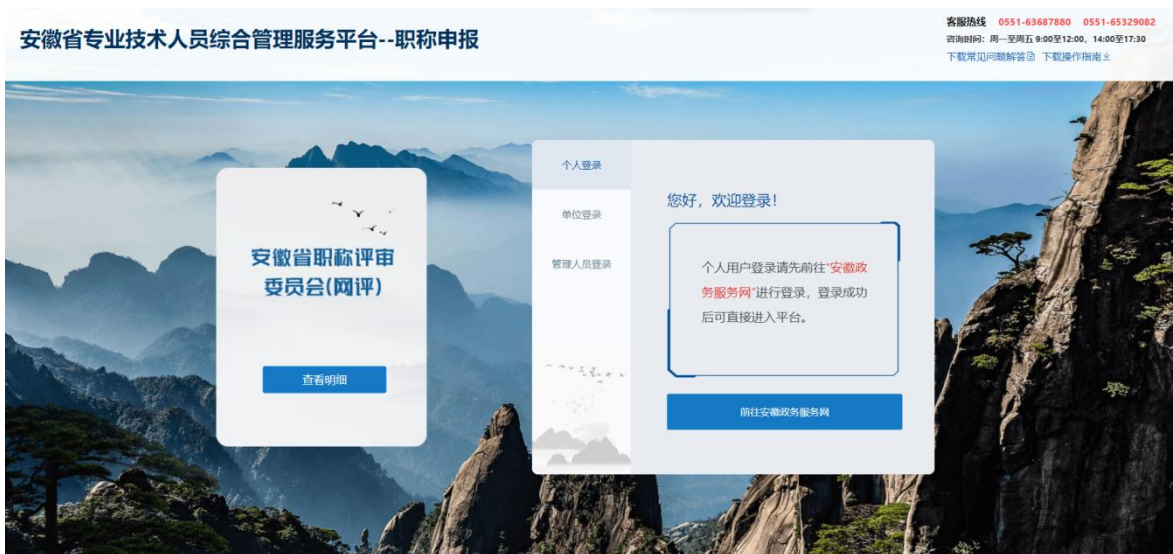 安徽省专业技术人员综合管理服务平台--职称申报
客服热线 0551-63687880 0551-65329082
咨询时间：周一至周五 9:00至12:00，14:00至17:30
下载常见问题解答 下载操作指南
安徽省职称评审
委员会(网评)
查看明细
个人登录
单位登录
管理人员登录
您好，欢迎登录！
个人用户登录请先前往"安徽政
务服务网"进行登录，登录成功
后可直接进入平台。
前往安徽政务服务网